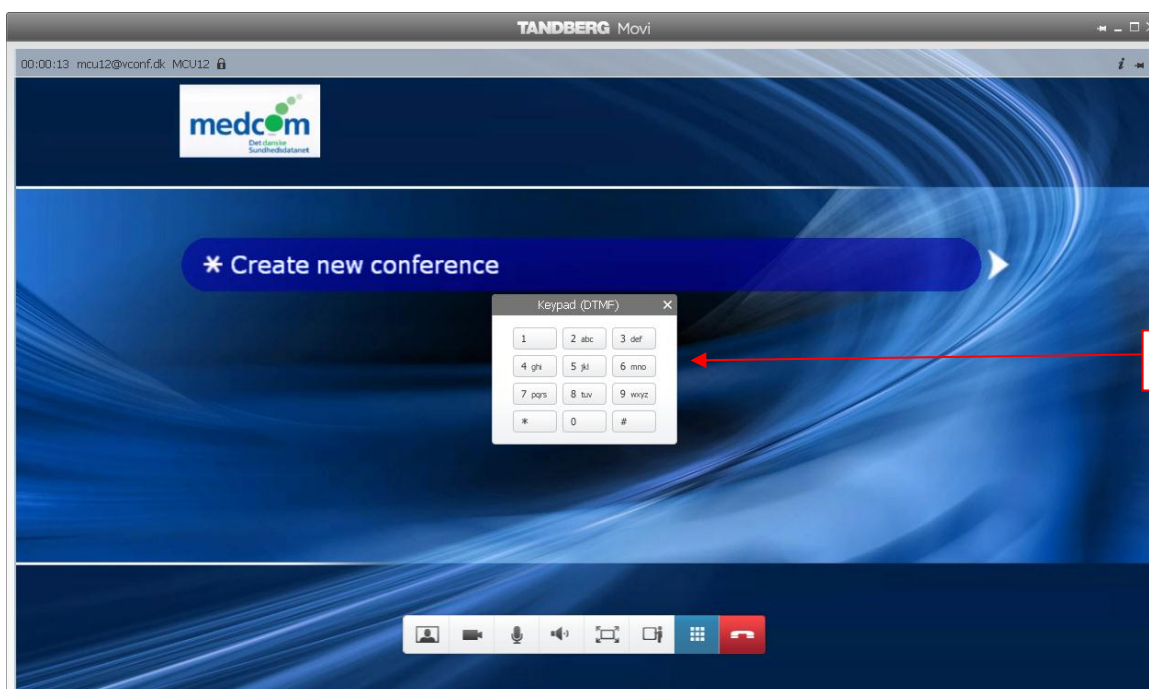 TANDBERG Movi
00:00:13 mcu12@vconf.dk MCU12
i
medcom
Det danske
Sundhedsdatanet
* Create new conference
Keypad (DTMF)
1 2 abc 3 def
4 ghi 5 jkl 6 mno
7 pqrs 8 tuv 9 wxyz
* 0 #